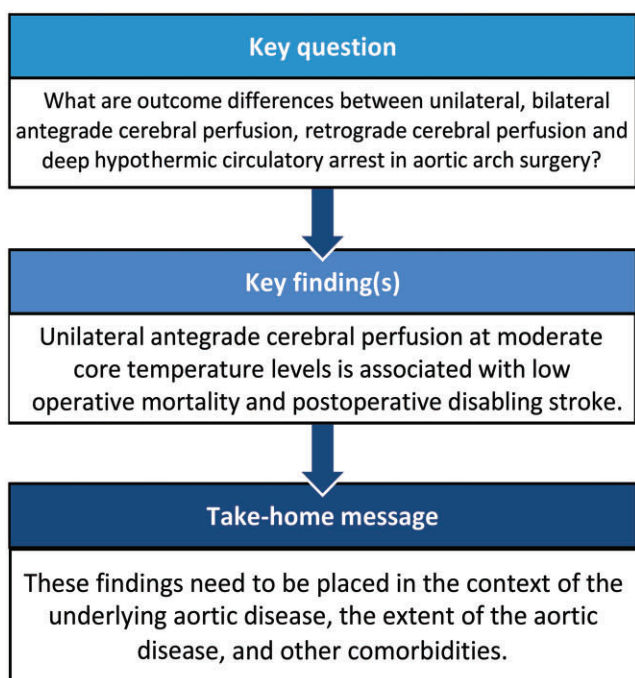 Key question
What are outcome differences between unilateral, bilateral
antegrade cerebral perfusion, retrograde cerebral perfusion and
deep hypothermic circulatory arrest in aortic arch surgery?
Key finding(s)
Unilateral antegrade cerebral perfusion at moderate
core temperature levels is associated with low
operative mortality and postoperative disabling stroke.
Take-home message
These findings need to be placed in the context of the
underlying aortic disease, the extent of the aortic
disease, and other comorbidities.